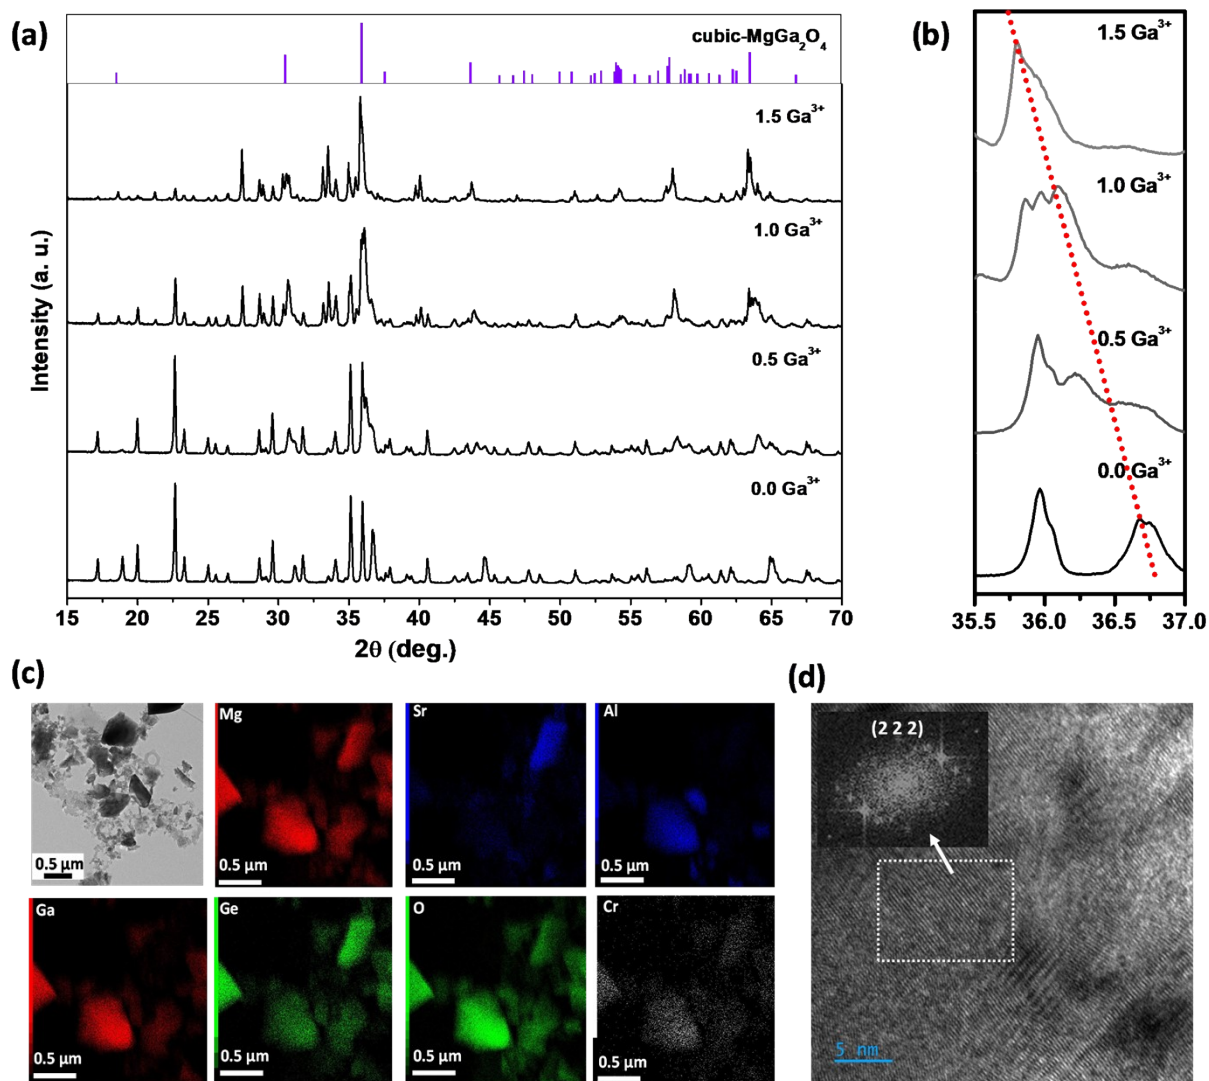 (a)
cubic-MgGa₂O₄
1.5 Ga³⁺
1.0 Ga³⁺
0.5 Ga³⁺
0.0 Ga³⁺
Intensity (a. u.)
15 20 25 30 35 40 45 50 55 60 65 70
2θ (deg.)
(b)
1.5 Ga³⁺
1.0 Ga³⁺
0.5 Ga³⁺
0.0 Ga³⁺
35.5 36.0 36.5 37.0
(c)
0.5 μm
Mg
0.5 μm
Sr
0.5 μm
Al
0.5 μm
Ga
0.5 μm
Ge
0.5 μm
O
0.5 μm
Cr
0.5 μm
(d)
(2 2 2)
5 nm